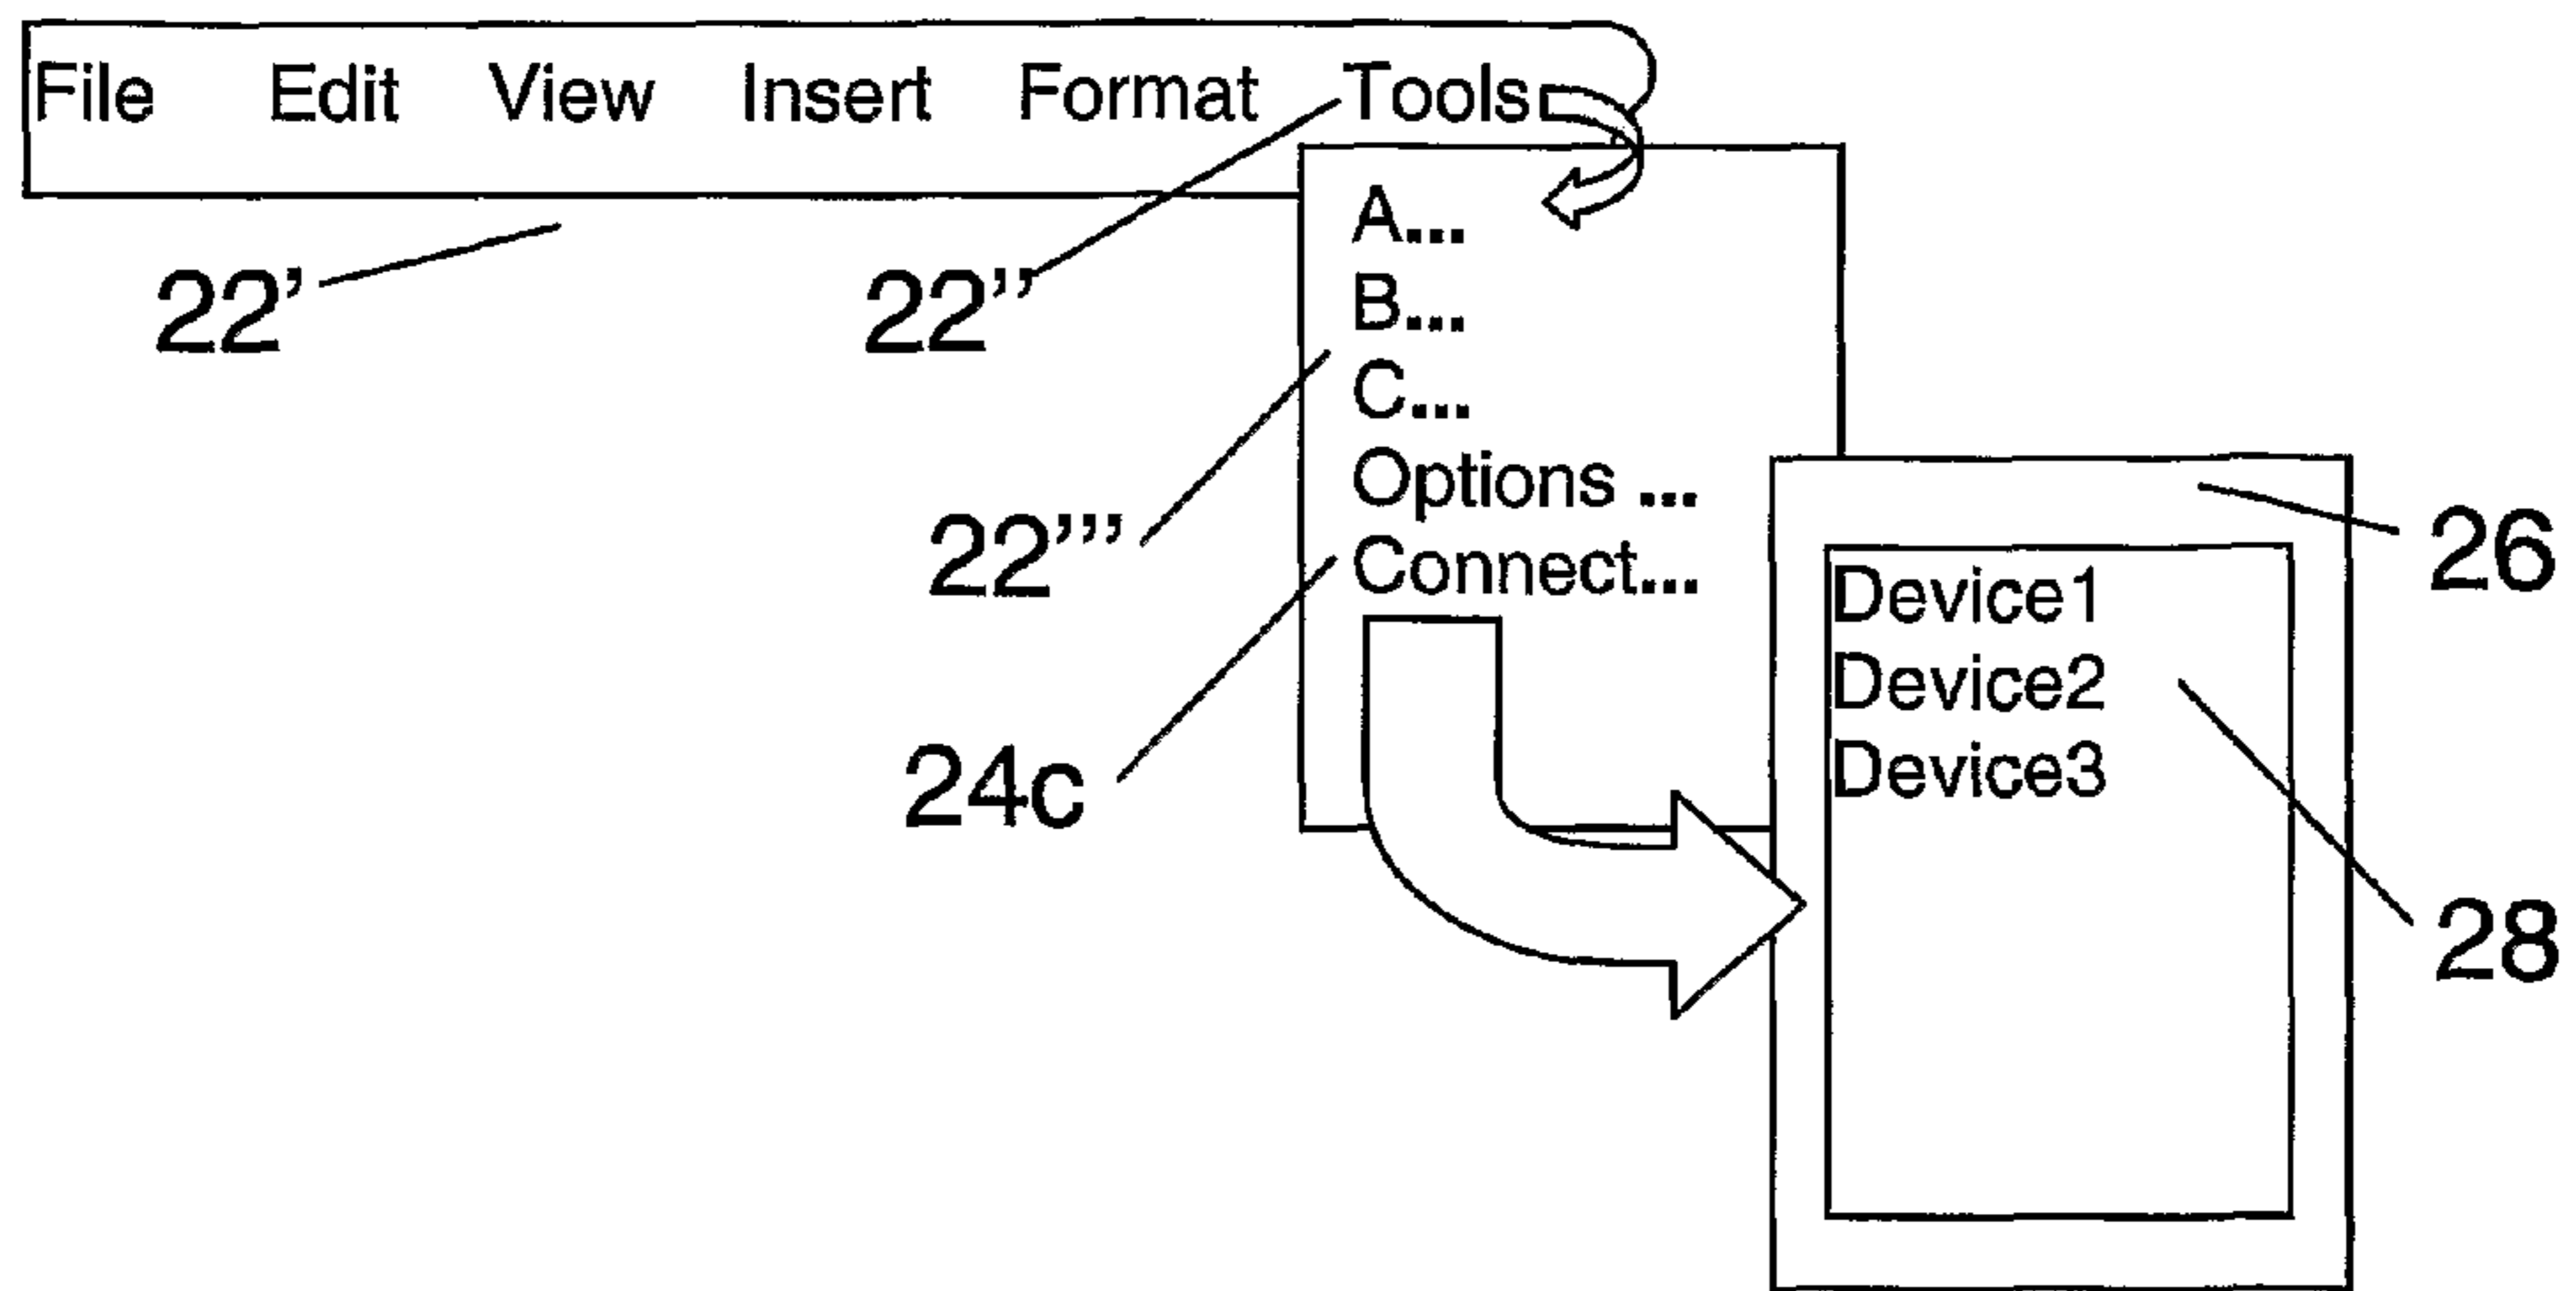 File Edit View Insert Format Tools
A...
B...
C...
Options ...
Connect...
22'
22’’
22’’’
24c
Device1
Device2
Device3
26
28